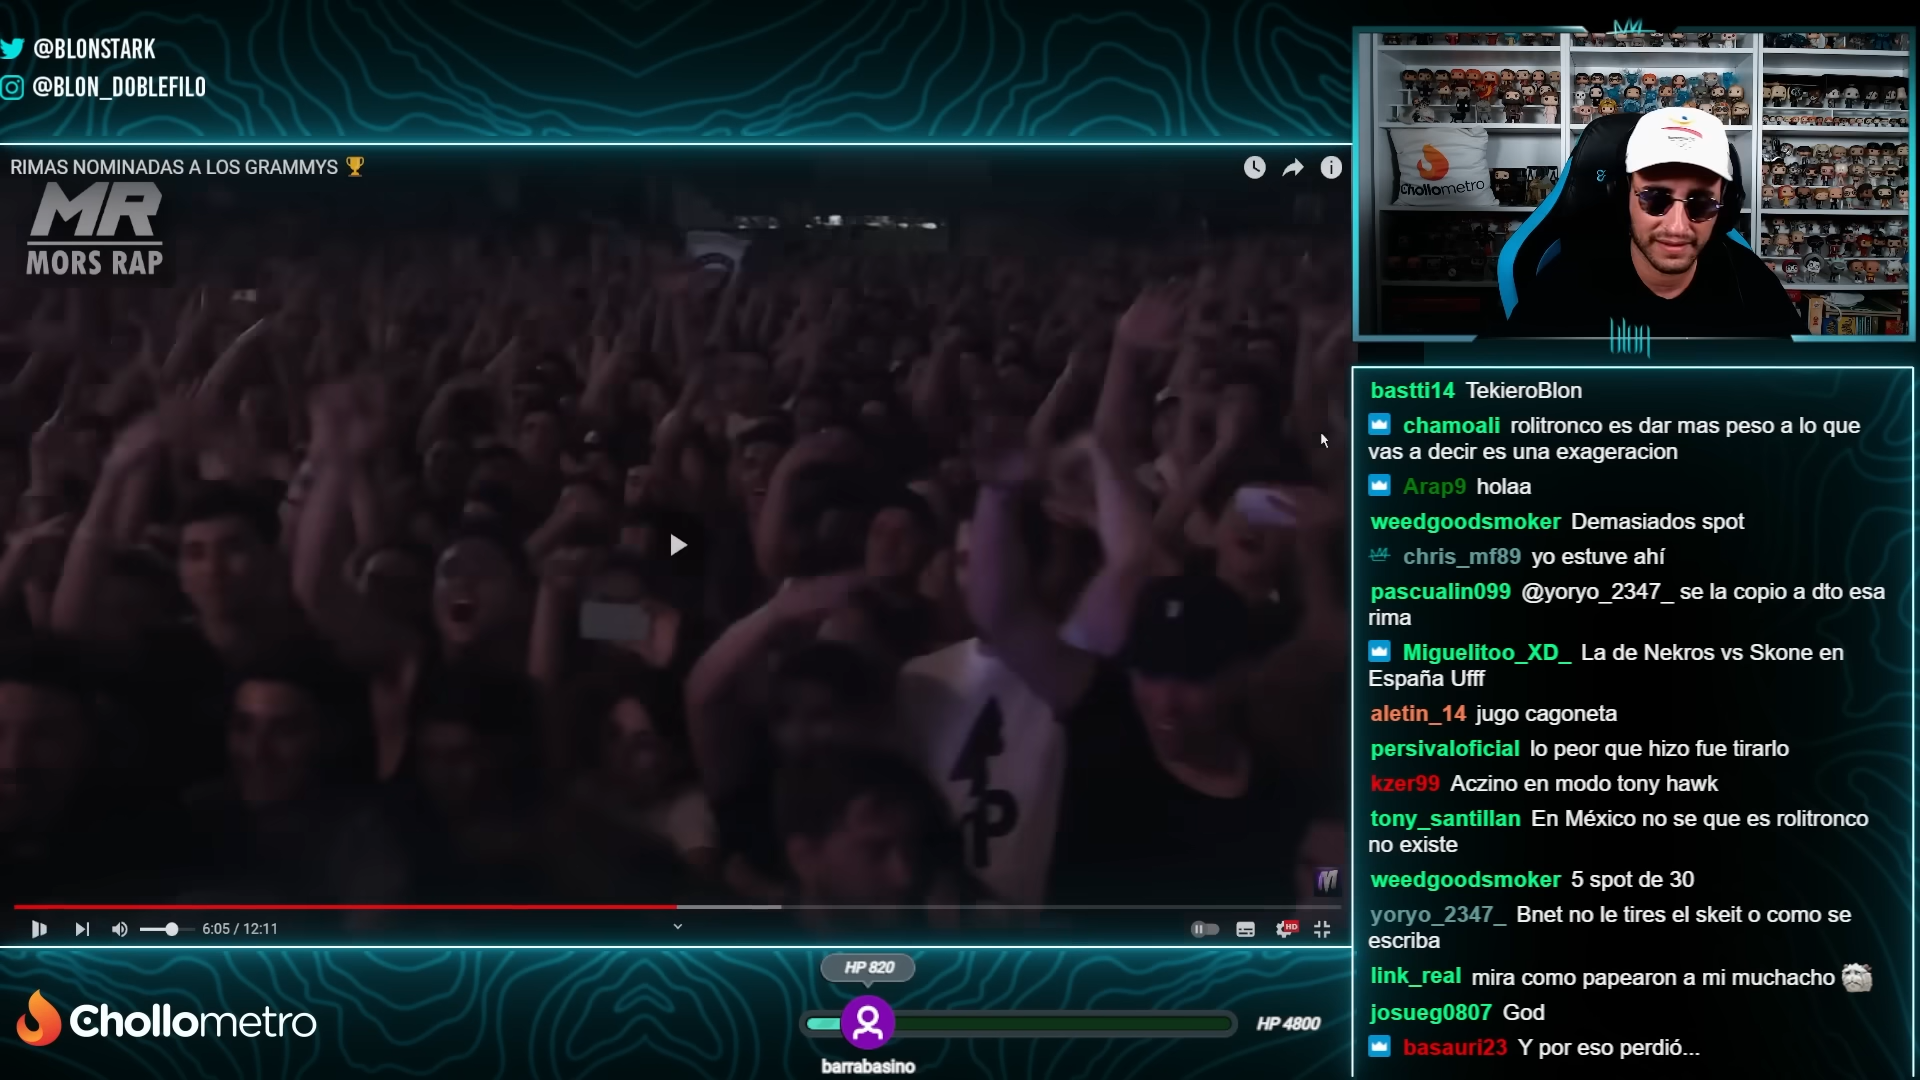 @BLONSTARK
@BLON_DOBLEFILO
RIMAS NOMINADAS A LOS GRAMMYS 🏆
MR
MORS RAP
6:05 / 12:11
HD
Chollometro
HP 820
HP 4800
barrabasino
Chollometro
blon
bastti14 TekieroBlon
chamoali rolitronco es dar mas peso a lo que
vas a decir es una exageracion
Arap9 holaa
weedgoodsmoker Demasiados spot
chris_mf89 yo estuve ahí
pascualin099 @yoryo_2347_ se la copio a dto esa
rima
Miguelitoo_XD_ La de Nekros vs Skone en
España Ufff
aletin_14 jugo cagoneta
persivaloficial lo peor que hizo fue tirarlo
kzer99 Aczino en modo tony hawk
tony_santillan En México no se que es rolitronco
no existe
weedgoodsmoker 5 spot de 30
yoryo_2347_ Bnet no le tires el skeit o como se
escriba
link_real mira como papearon a mi muchacho
josueg0807 God
basauri23 Y por eso perdió...